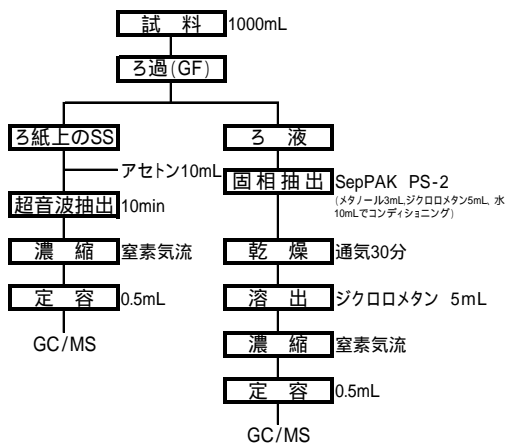 試 料 1000mL
ろ過(GF)
ろ紙上のSS
アセトン10mL
超音波抽出 10min
濃 縮 窒素気流
定 容 0.5mL
GC/MS
ろ 液
固相抽出 SepPAK PS-2
(メタノール3mL,ジクロロメタン5mL, 水
10mLでコンディショニング)
乾 燥 通気30分
溶 出 ジクロロメタン 5mL
濃 縮 窒素気流
定 容 0.5mL
GC/MS